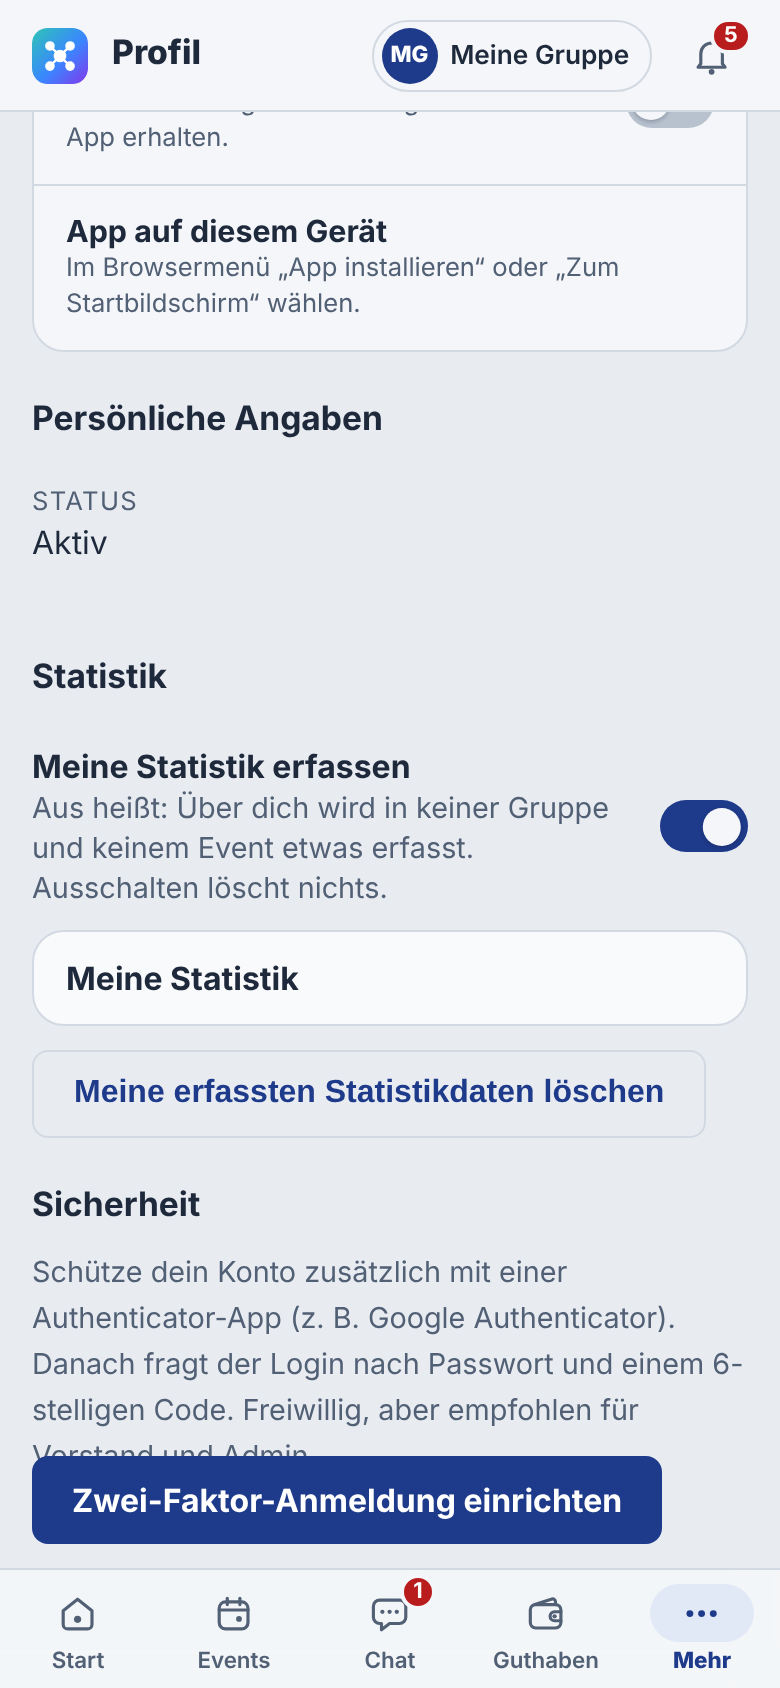 Profil
MG
Meine Gruppe
5
App erhalten.
App auf diesem Gerät
Im Browsermenü „App installieren“ oder „Zum
Startbildschirm“ wählen.
Persönliche Angaben
STATUS
Aktiv
Statistik
Meine Statistik erfassen
Aus heißt: Über dich wird in keiner Gruppe
und keinem Event etwas erfasst.
Ausschalten löscht nichts.
Meine Statistik
Meine erfassten Statistikdaten löschen
Sicherheit
Schütze dein Konto zusätzlich mit einer
Authenticator-App (z. B. Google Authenticator).
Danach fragt der Login nach Passwort und einem 6-
stelligen Code. Freiwillig, aber empfohlen für
Vorstand und Admin.
Zwei-Faktor-Anmeldung einrichten
1
Start
Events
Chat
Guthaben
Mehr